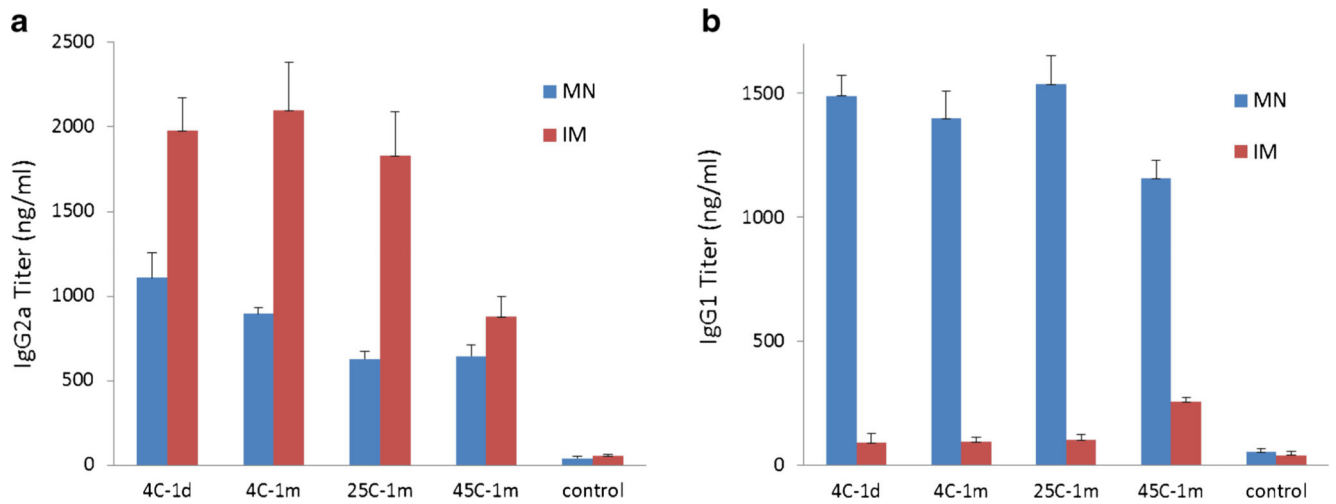 a
IgG2a Titer (ng/ml)
2500
2000
1500
1000
500
0
MN
IM
4C-1d 4C-1m 25C-1m 45C-1m control
b
IgG1 Titer (ng/ml)
1500
1000
500
0
MN
IM
4C-1d 4C-1m 25C-1m 45C-1m control